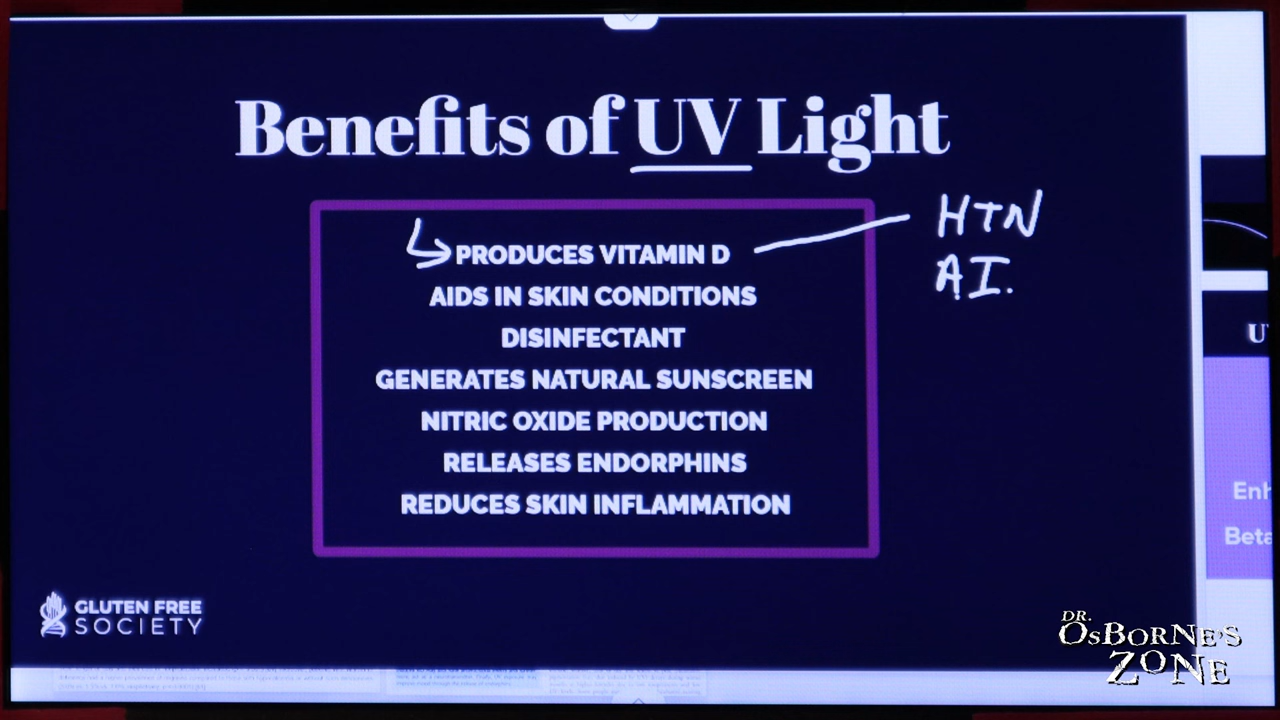 Benefits of UV Light
HTN
A.I.
PRODUCES VITAMIN D
AIDS IN SKIN CONDITIONS
DISINFECTANT
GENERATES NATURAL SUNSCREEN
NITRIC OXIDE PRODUCTION
RELEASES ENDORPHINS
REDUCES SKIN INFLAMMATION
U
Enh
Beta
GLUTEN FREE
SOCIETY
DR.
OSBORNE'S
ZONE